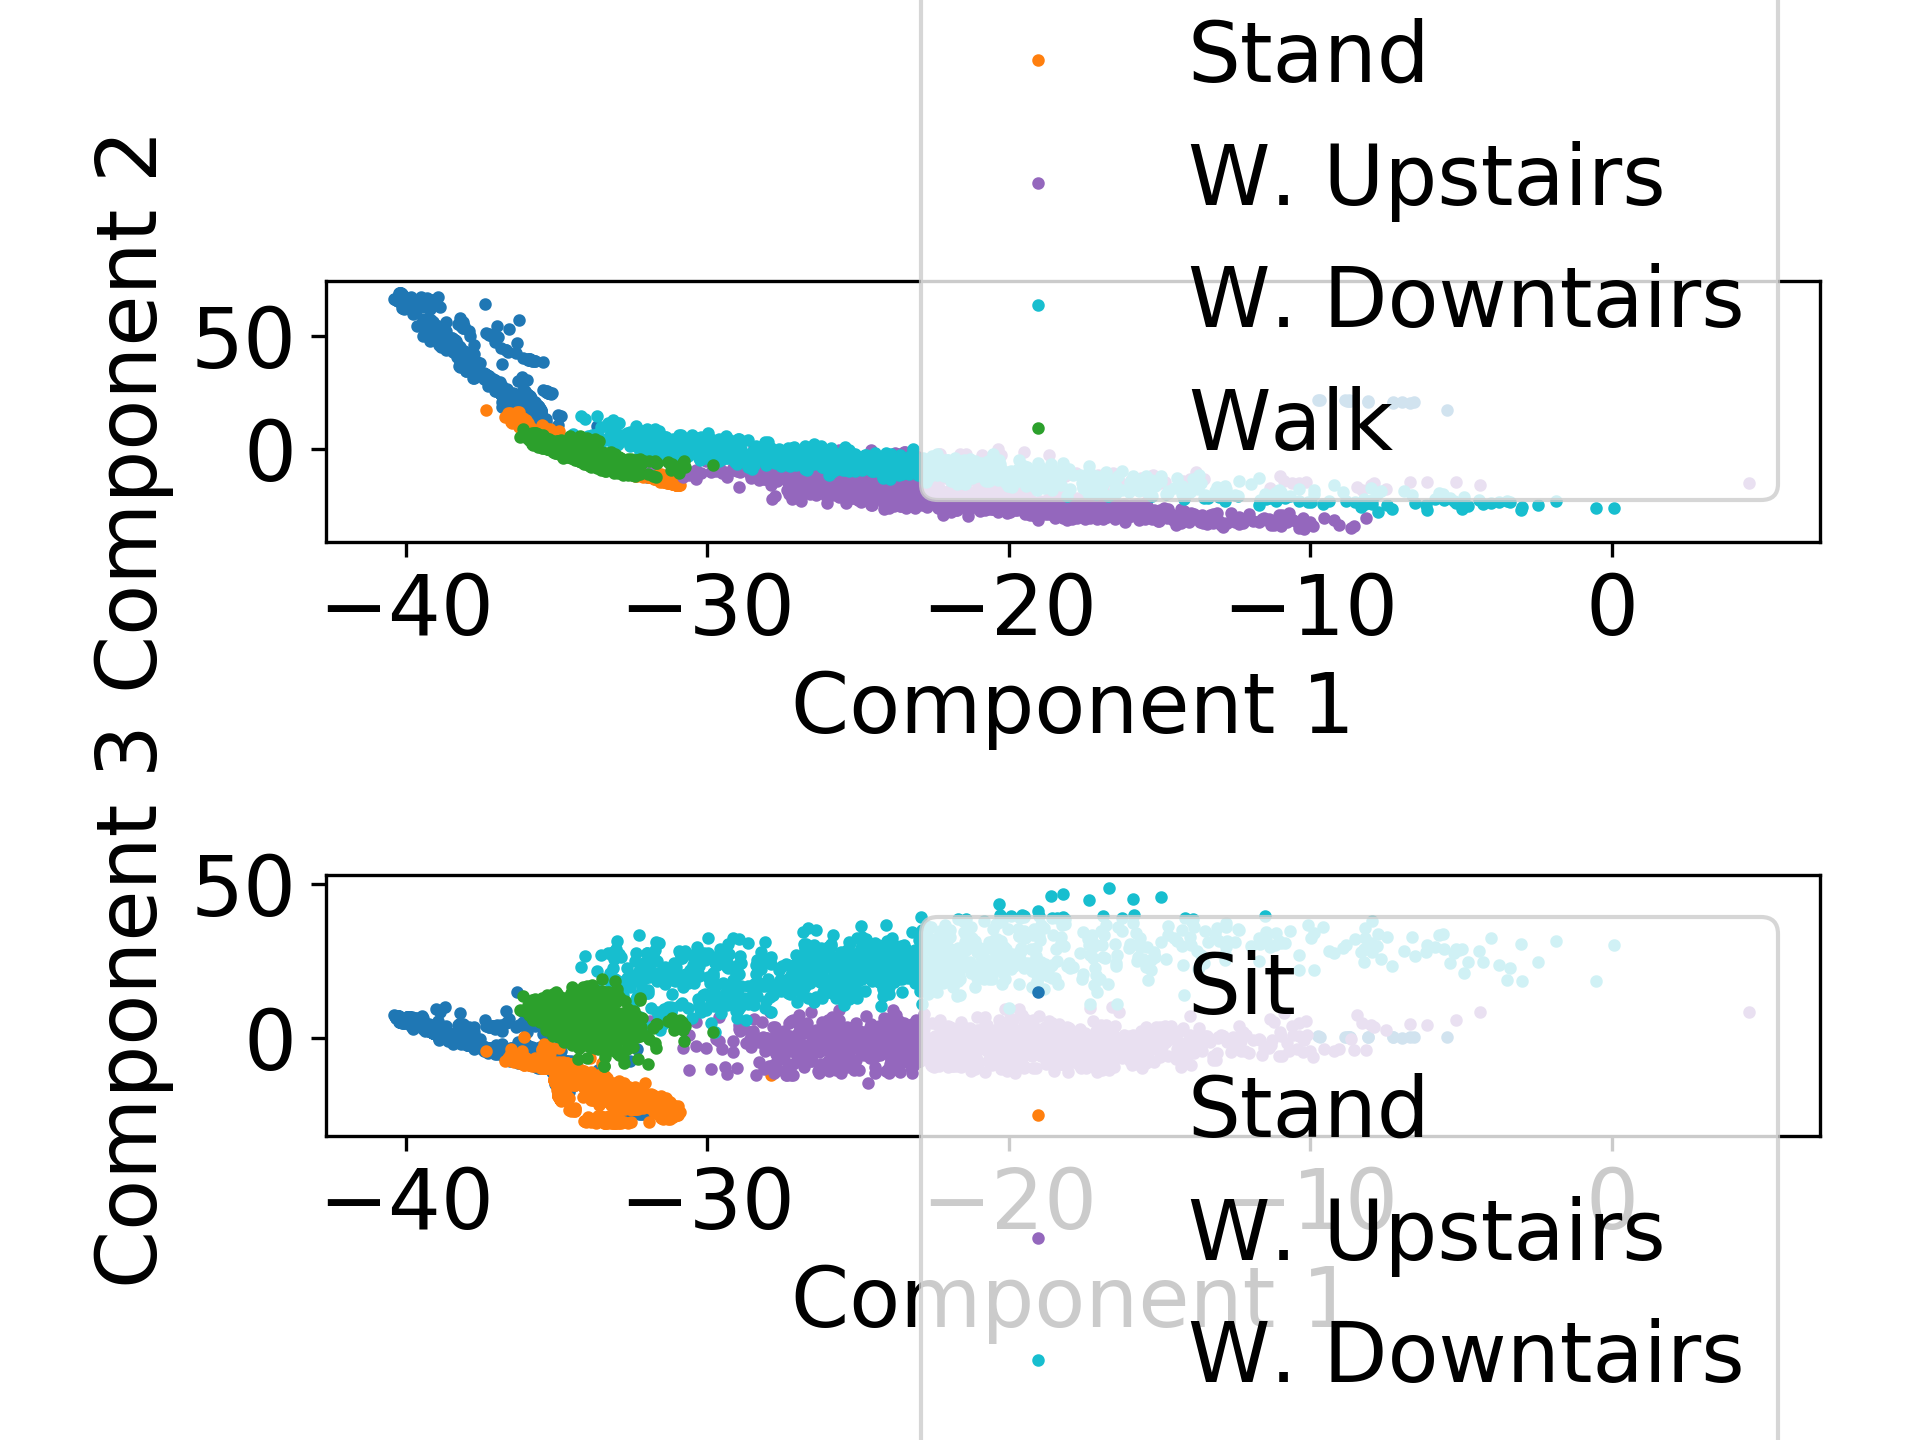 Stand
W. Upstairs
W. Downtairs
Walk
Component 2
50
0
−40 −30 −20 −10 0
Component 1
Component 3
50
0
−40 −30 −20 −10 0
Component 1
Sit
Stand
W. Upstairs
W. Downtairs